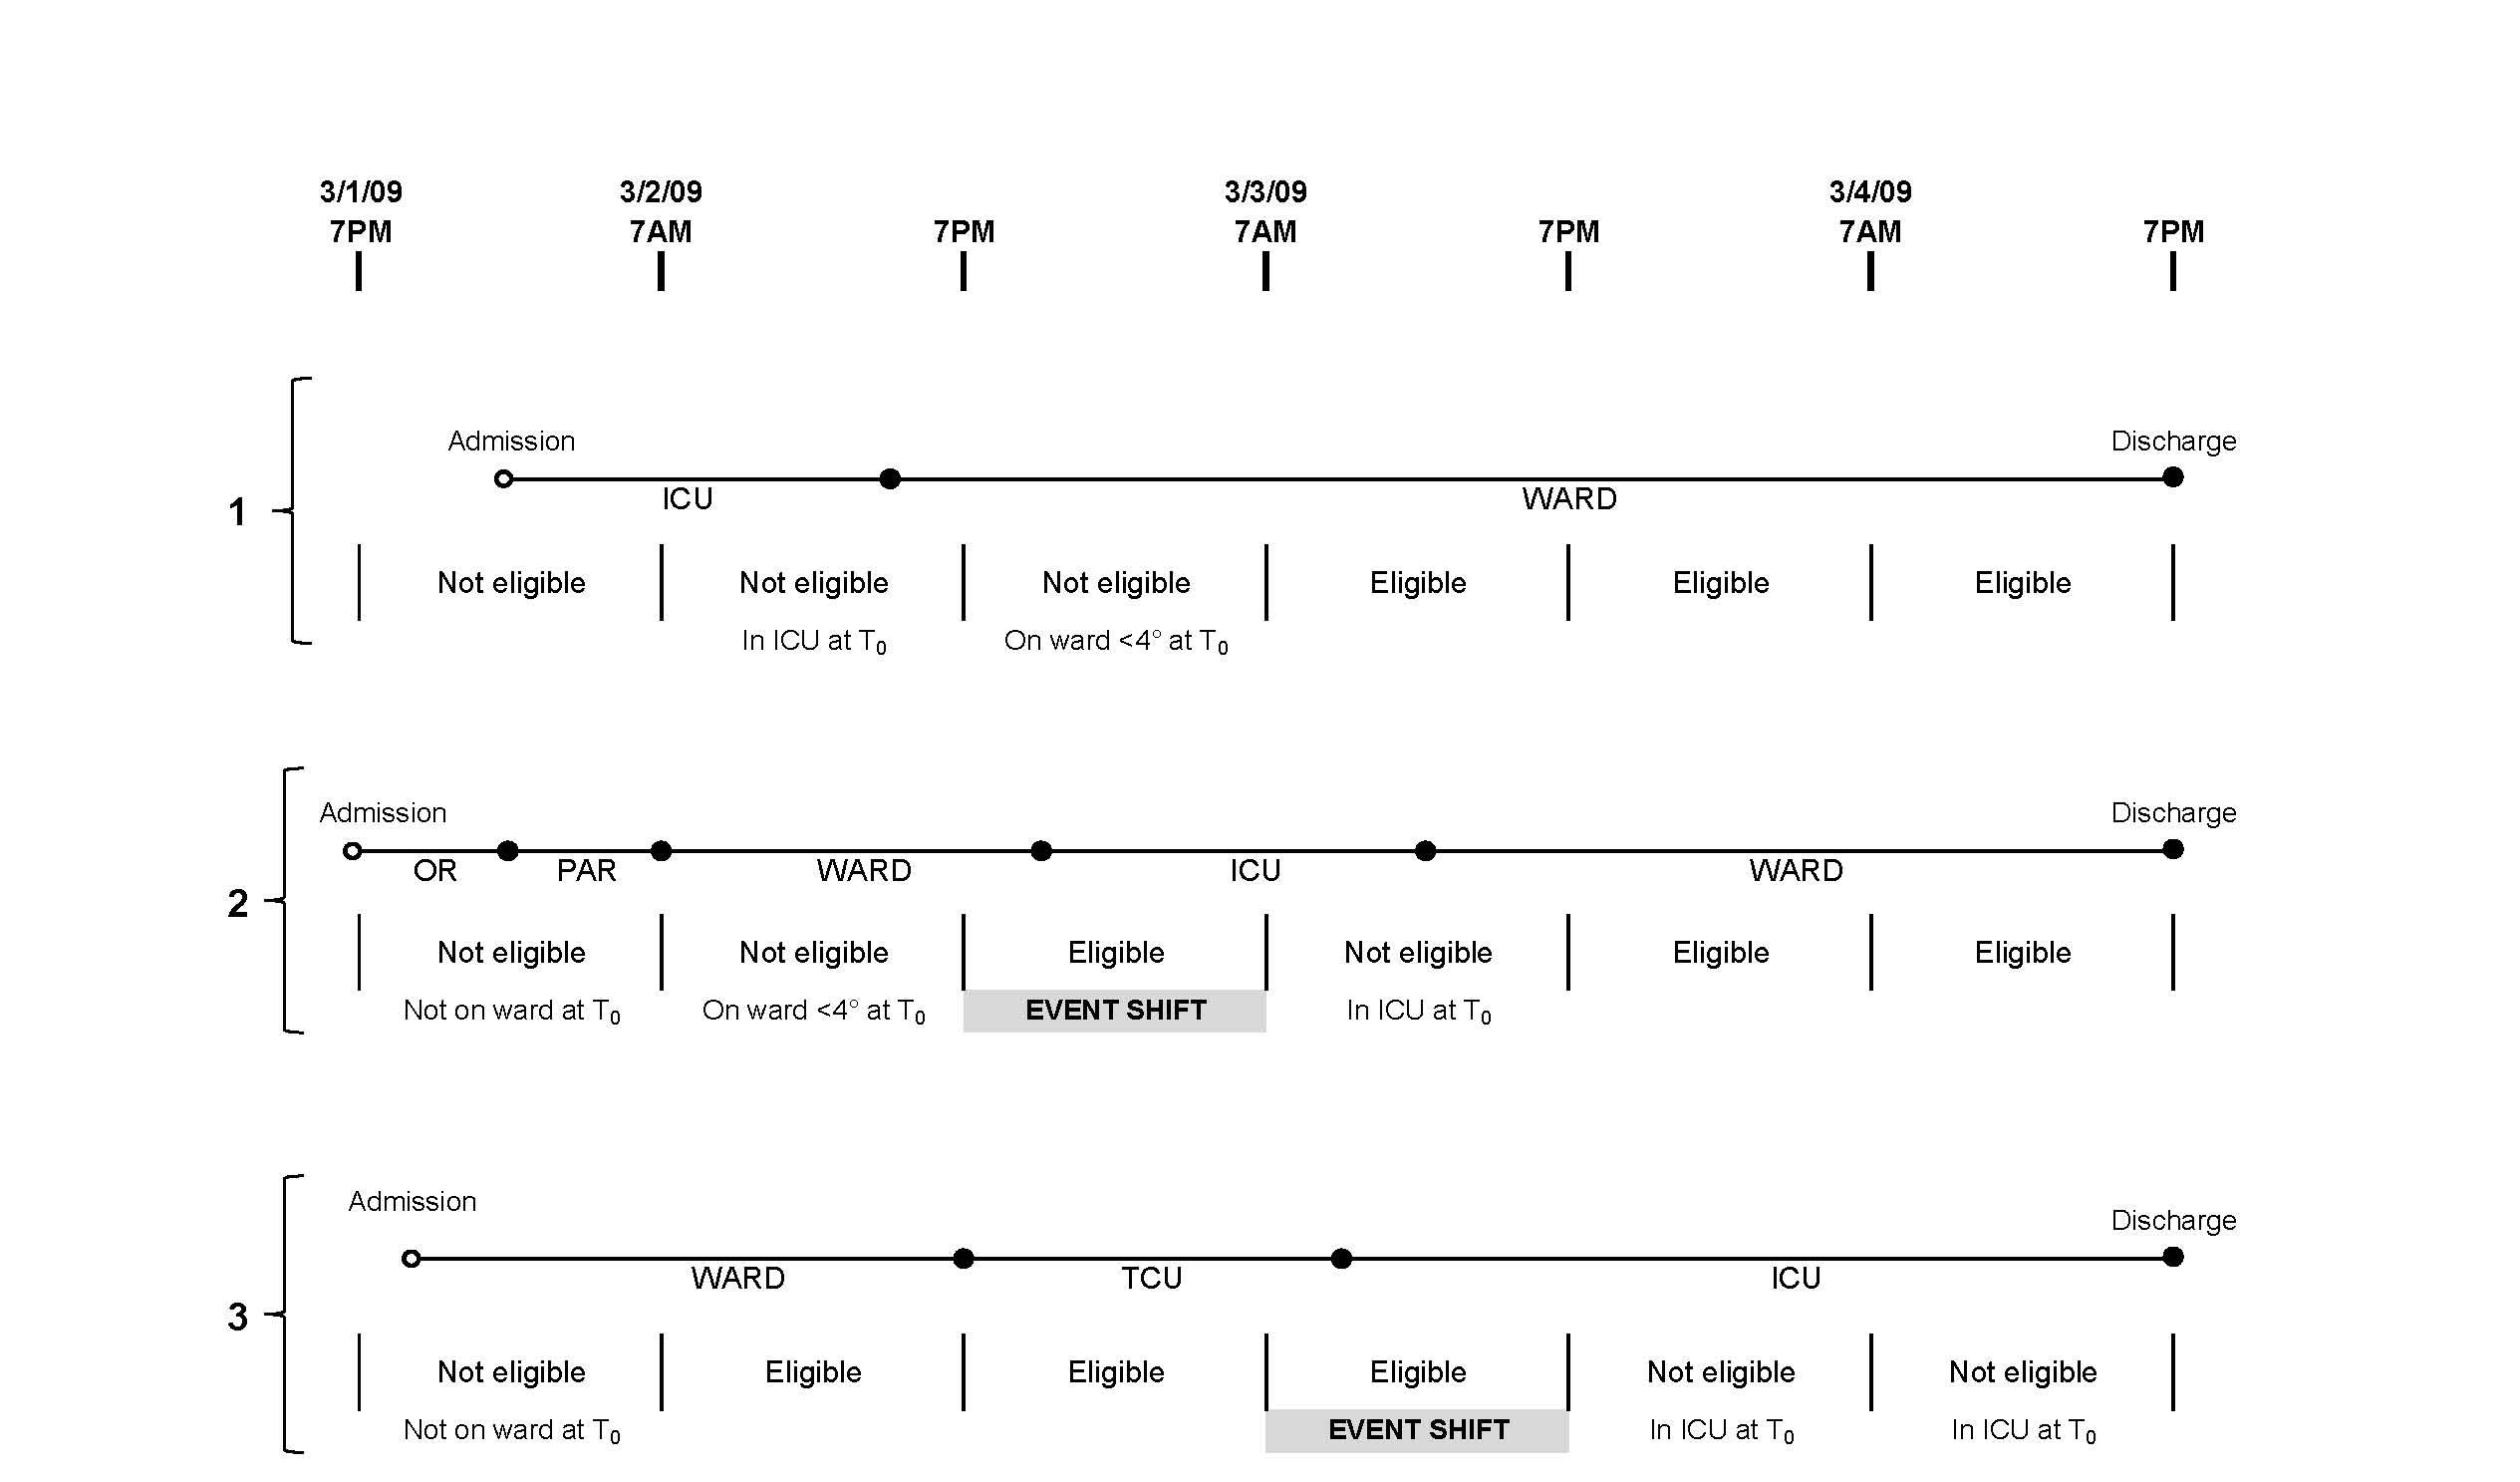 3/1/09 3/2/09 3/3/09 3/4/09
7PM 7AM 7PM 7AM 7PM 7AM 7PM
Admission Discharge
ICU WARD
1
Not eligible Not eligible Not eligible Eligible Eligible Eligible
In ICU at T0 On ward <4° at T0
Admission Discharge
OR PAR WARD ICU WARD
2
Not eligible Not eligible Eligible Not eligible Eligible Eligible
Not on ward at T0 On ward <4° at T0 EVENT SHIFT In ICU at T0
Admission Discharge
WARD TCU ICU
3
Not eligible Eligible Eligible Eligible Not eligible Not eligible
Not on ward at T0 EVENT SHIFT In ICU at T0 In ICU at T0